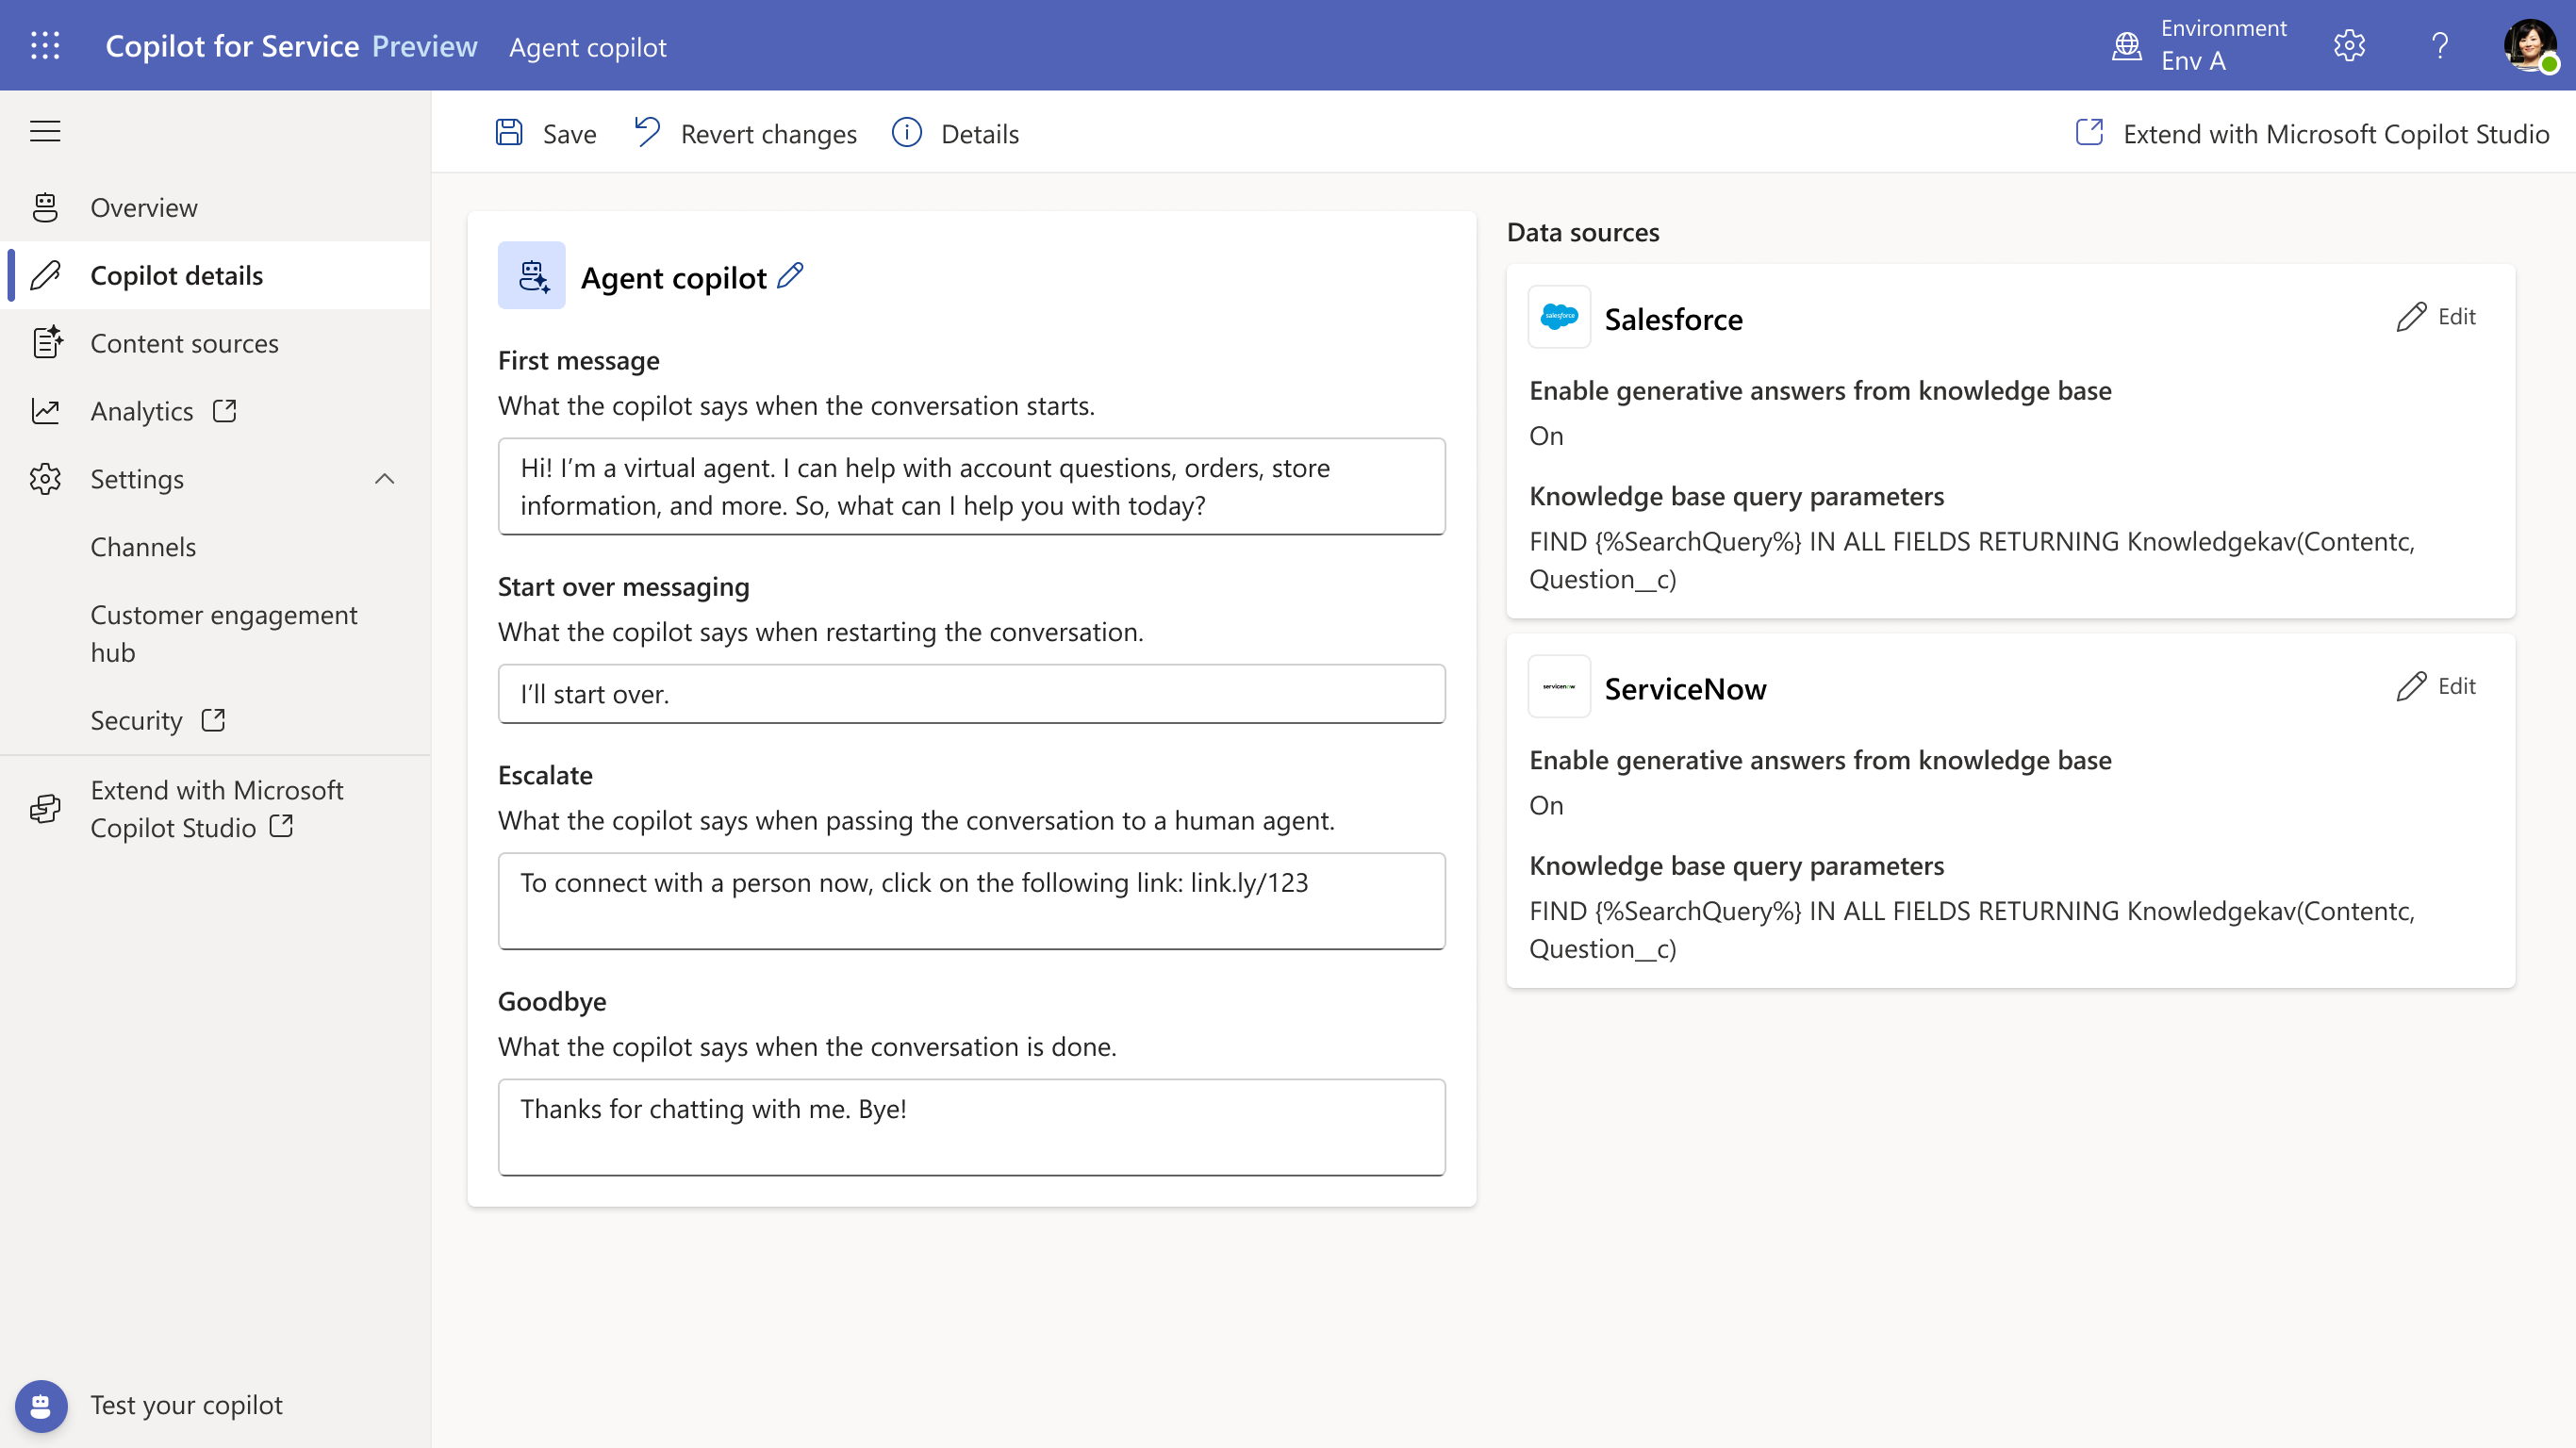 Copilot for Service Preview Agent copilot
Environment
Env A
Save Revert changes Details Extend with Microsoft Copilot Studio
Overview
Copilot details
Content sources
Analytics
Settings
Channels
Customer engagement
hub
Security
Extend with Microsoft
Copilot Studio
Test your copilot
Agent copilot
First message
What the copilot says when the conversation starts.
Hi! I’m a virtual agent. I can help with account questions, orders, store
information, and more. So, what can I help you with today?
Start over messaging
What the copilot says when restarting the conversation.
I’ll start over.
Escalate
What the copilot says when passing the conversation to a human agent.
To connect with a person now, click on the following link: link.ly/123
Goodbye
What the copilot says when the conversation is done.
Thanks for chatting with me. Bye!
Data sources
salesforce
Salesforce
Edit
Enable generative answers from knowledge base
On
Knowledge base query parameters
FIND {%SearchQuery%} IN ALL FIELDS RETURNING Knowledgekav(Contentc,
Question__c)
servicenow
ServiceNow
Edit
Enable generative answers from knowledge base
On
Knowledge base query parameters
FIND {%SearchQuery%} IN ALL FIELDS RETURNING Knowledgekav(Contentc,
Question__c)